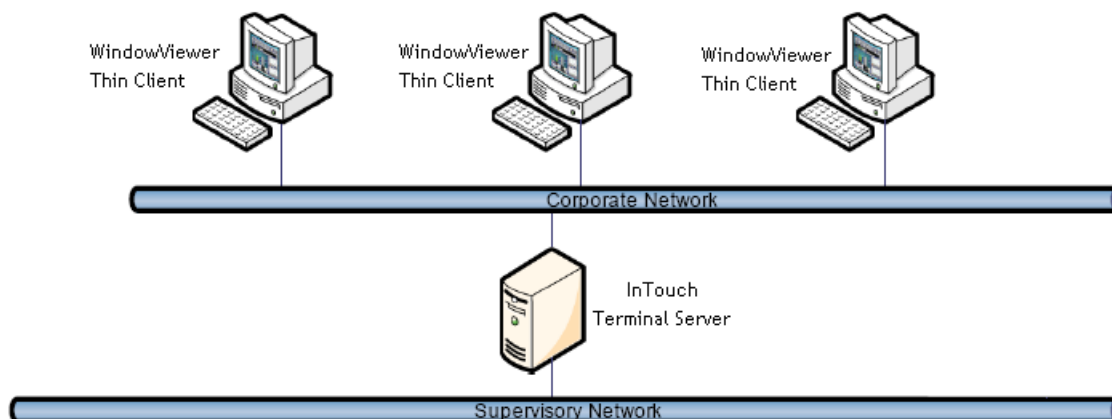 WindowViewer
Thin Client
WindowViewer
Thin Client
WindowViewer
Thin Client
Corporate Network
InTouch
Terminal Server
Supervisory Network